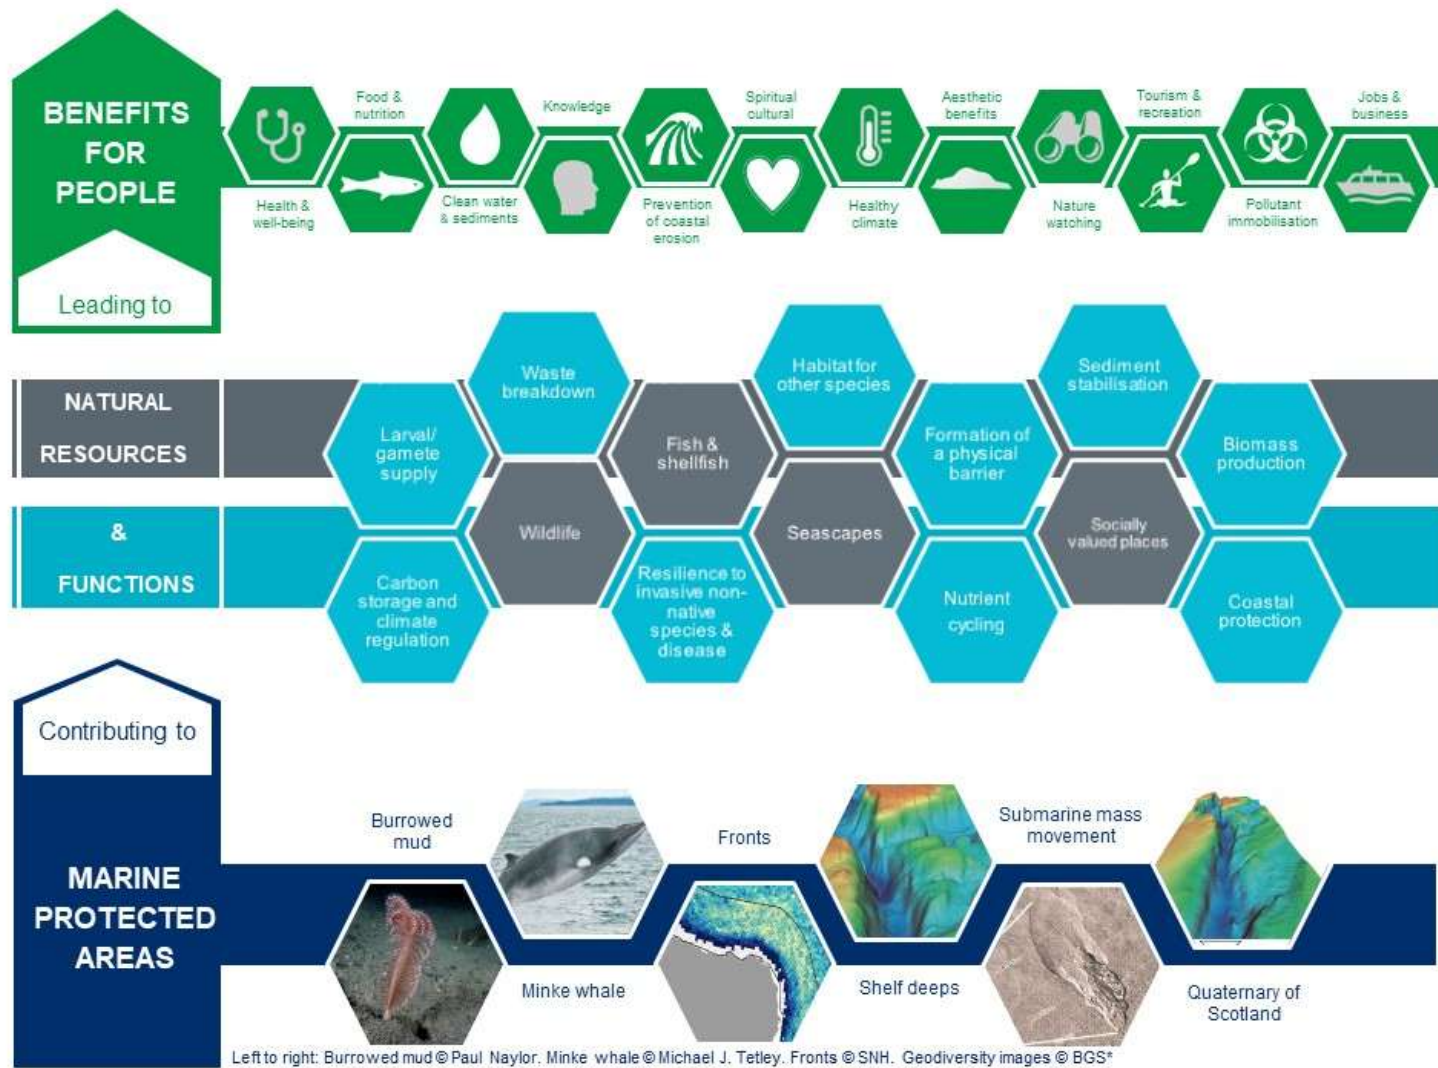 BENEFITS
FOR
PEOPLE
Leading to
Health &
well-being
Food &
nutrition
Clean water
& sediments
Knowledge
Prevention
of coastal
erosion
Spiritual
cultural
Healthy
climate
Aesthetic
benefits
Nature
watching
Tourism &
recreation
Pollutant
immobilisation
Jobs &
business
NATURAL
RESOURCES
&
FUNCTIONS
Larval/
gamete
supply
Waste
breakdown
Fish &
shellfish
Habitat for
other species
Formation of
a physical
barrier
Sediment
stabilisation
Biomass
production
Carbon
storage and
climate
regulation
Wildlife
Resilience to
invasive non-
native
species &
disease
Seascapes
Nutrient
cycling
Socially
valued places
Coastal
protection
Contributing to
MARINE
PROTECTED
AREAS
Burrowed
mud
Minke whale
Fronts
Shelf deeps
Submarine mass
movement
Quaternary of
Scotland
Left to right: Burrowed mud © Paul Naylor. Minke whale © Michael J. Tetley. Fronts © SNH. Geodiversity images © BGS*